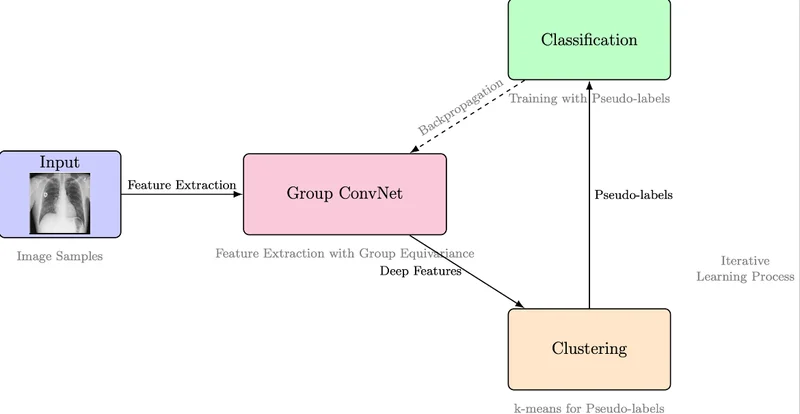 Classification
Training with Pseudo-labels
Backpropagation
Input
Feature Extraction
Group ConvNet
Pseudo-labels
Image Samples
Feature Extraction with Group Equivariance
Deep Features
Iterative
Learning Process
Clustering
k-means for Pseudo-labels